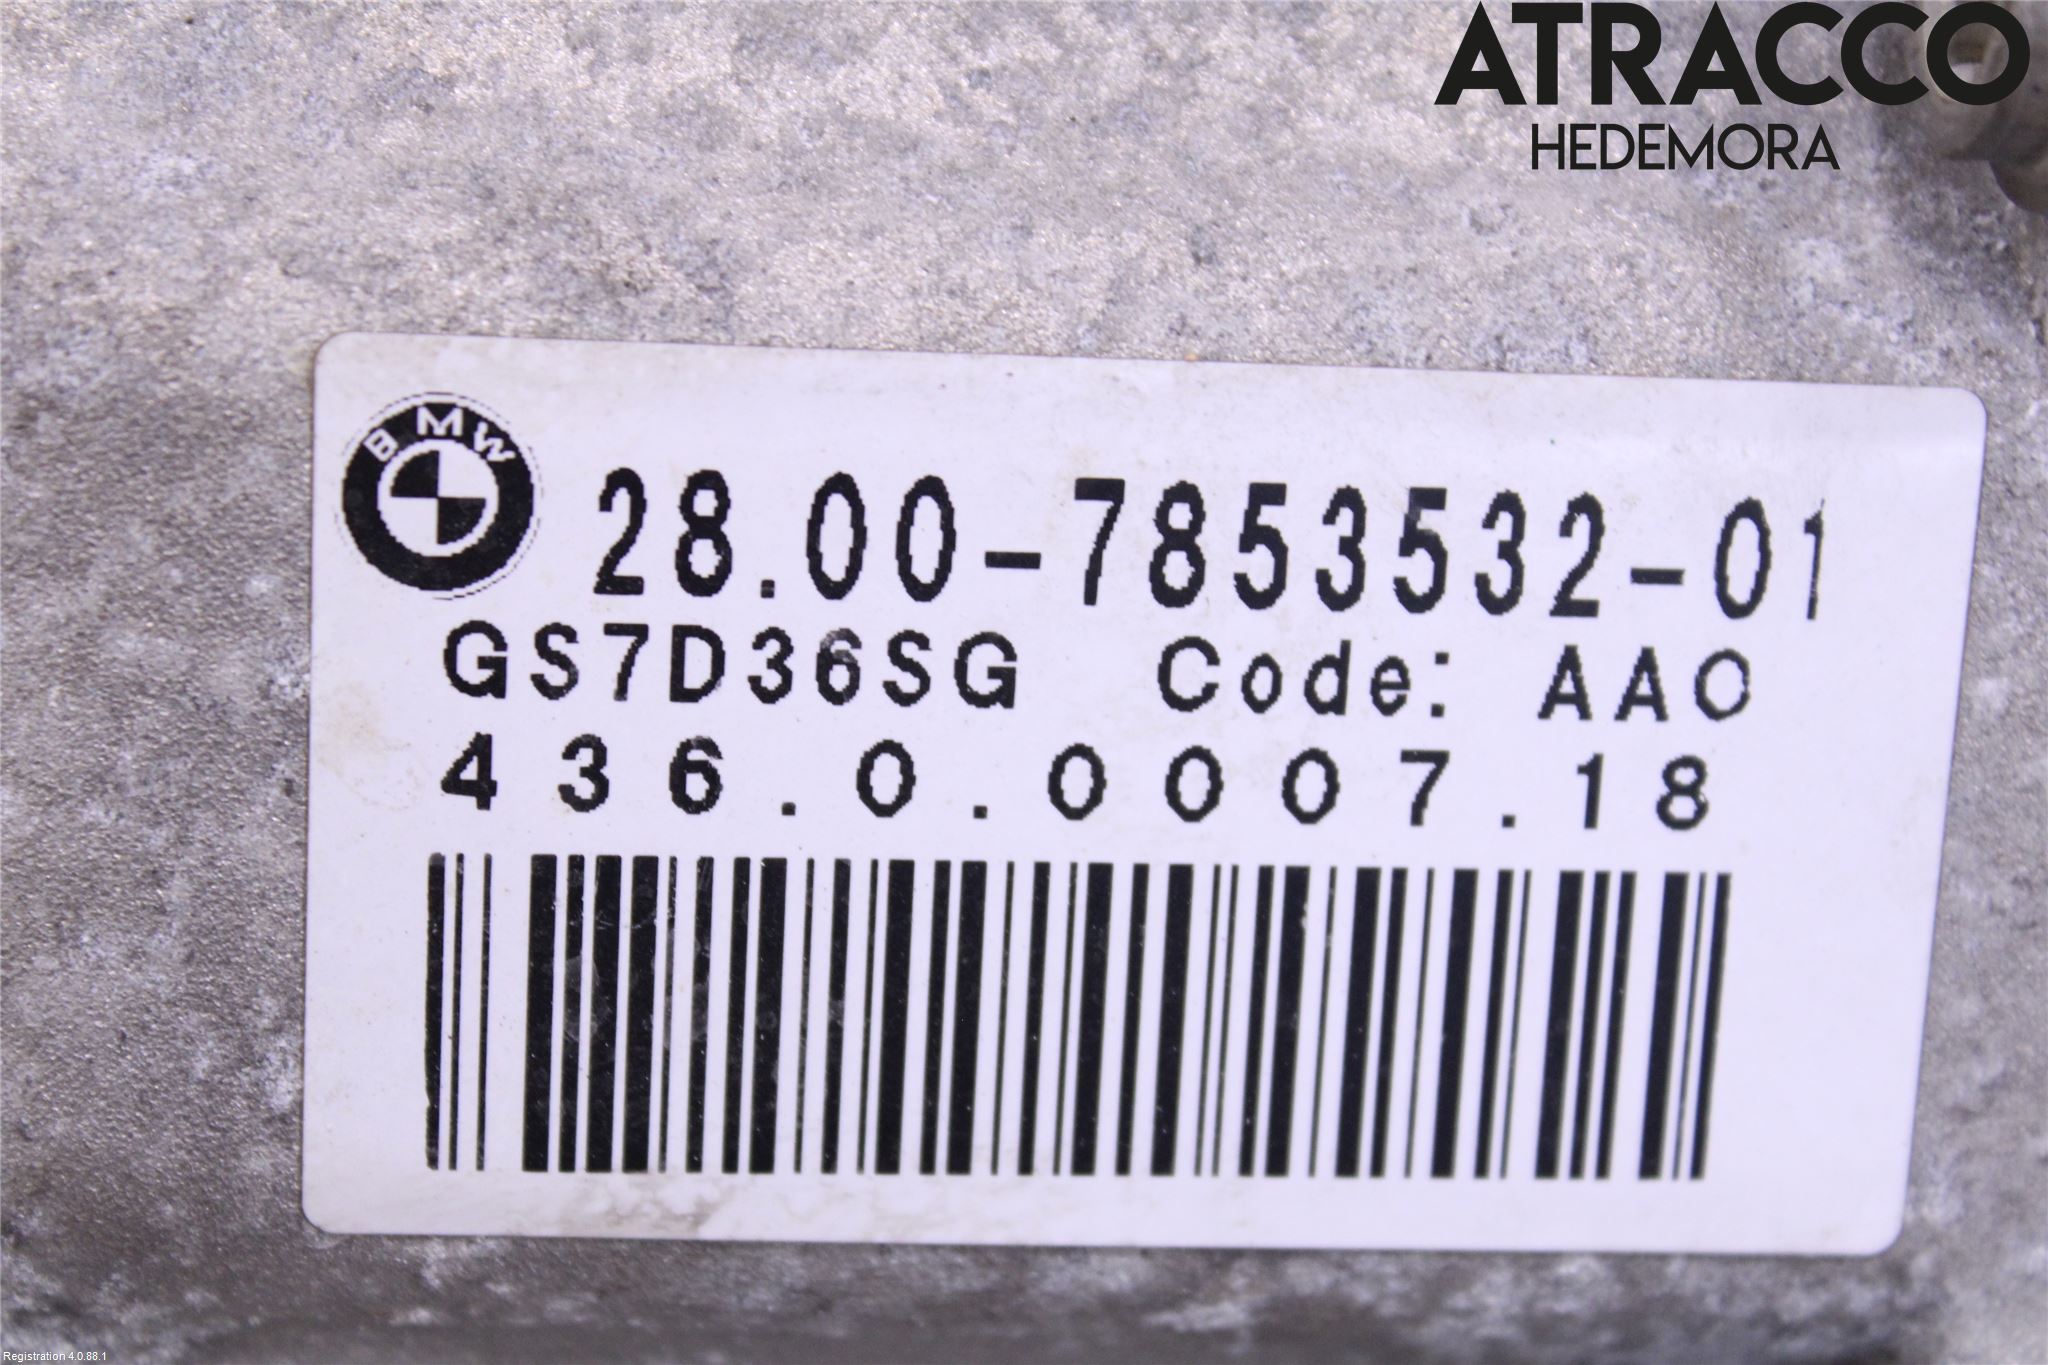 ATRACCO
HEDEMORA
BMW
28.00-7853532-01
GS7D36SG Code: AAO
436.0.0007.18
Registration 4.0.88.1